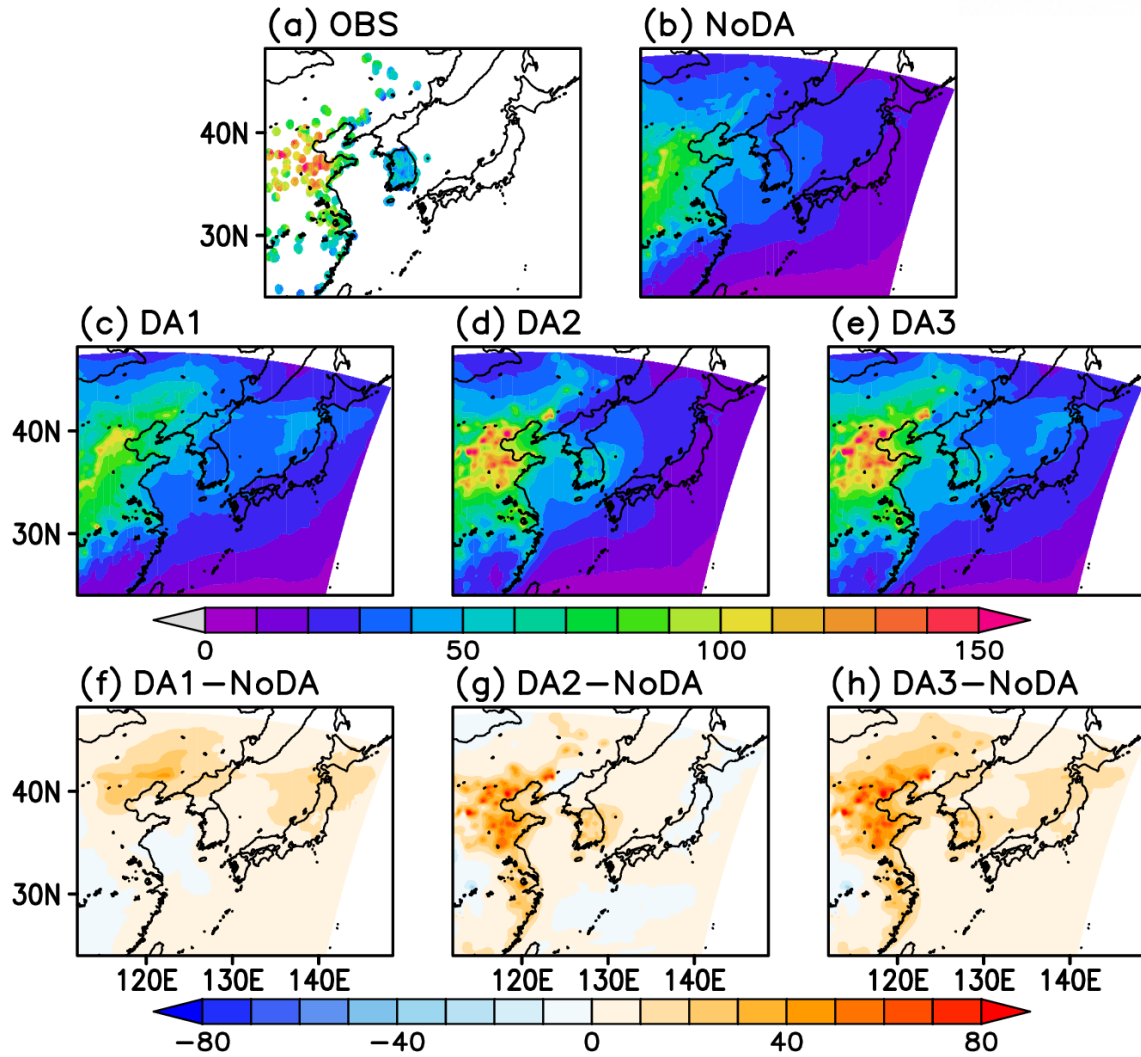 (a) OBS
(b) NoDA
40N
30N
(c) DA1
(d) DA2
(e) DA3
40N
30N
0 50 100 150
(f) DA1−NoDA
(g) DA2−NoDA
(h) DA3−NoDA
40N
30N
120E 130E 140E
120E 130E 140E
120E 130E 140E
−80 −40 0 40 80